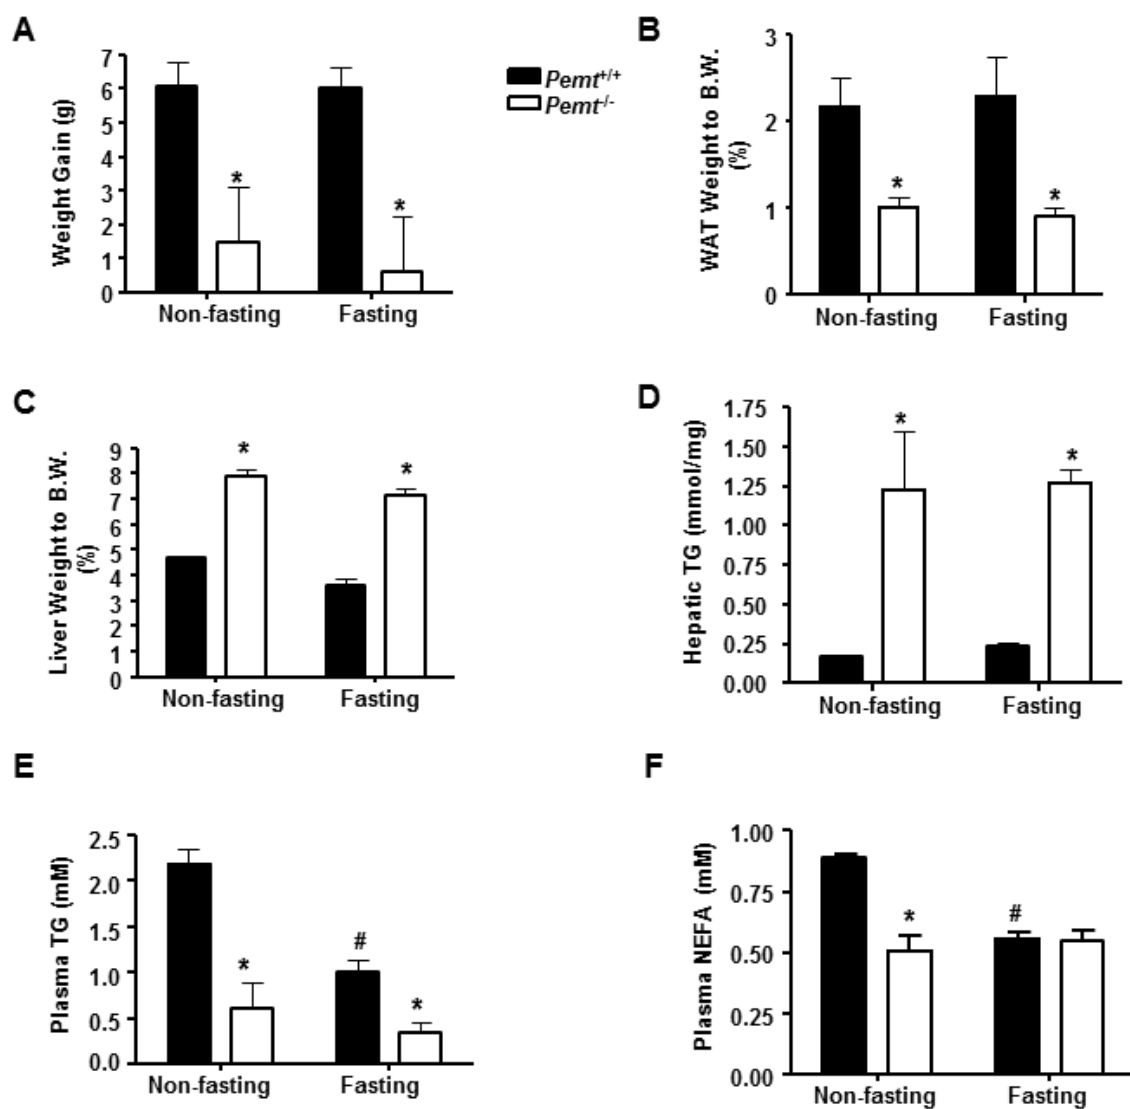 A
Weight Gain (g)
7
6
5
4
3
2
1
0
*
*
Non-fasting Fasting
Pemt+/+
Pemt-/-
B
WAT Weight to B.W.
(%)
3
2
1
0
*
*
Non-fasting Fasting
C
Liver Weight to B.W.
(%)
9
8
7
6
5
4
3
2
1
0
*
*
Non-fasting Fasting
D
Hepatic TG (mmol/mg)
1.75
1.50
1.25
1.00
0.75
0.50
0.25
0.00
*
*
Non-fasting Fasting
E
Plasma TG (mM)
2.5
2.0
1.5
1.0
0.5
0.0
*
#
*
Non-fasting Fasting
F
Plasma NEFA (mM)
1.00
0.75
0.50
0.25
0.00
*
#
Non-fasting Fasting